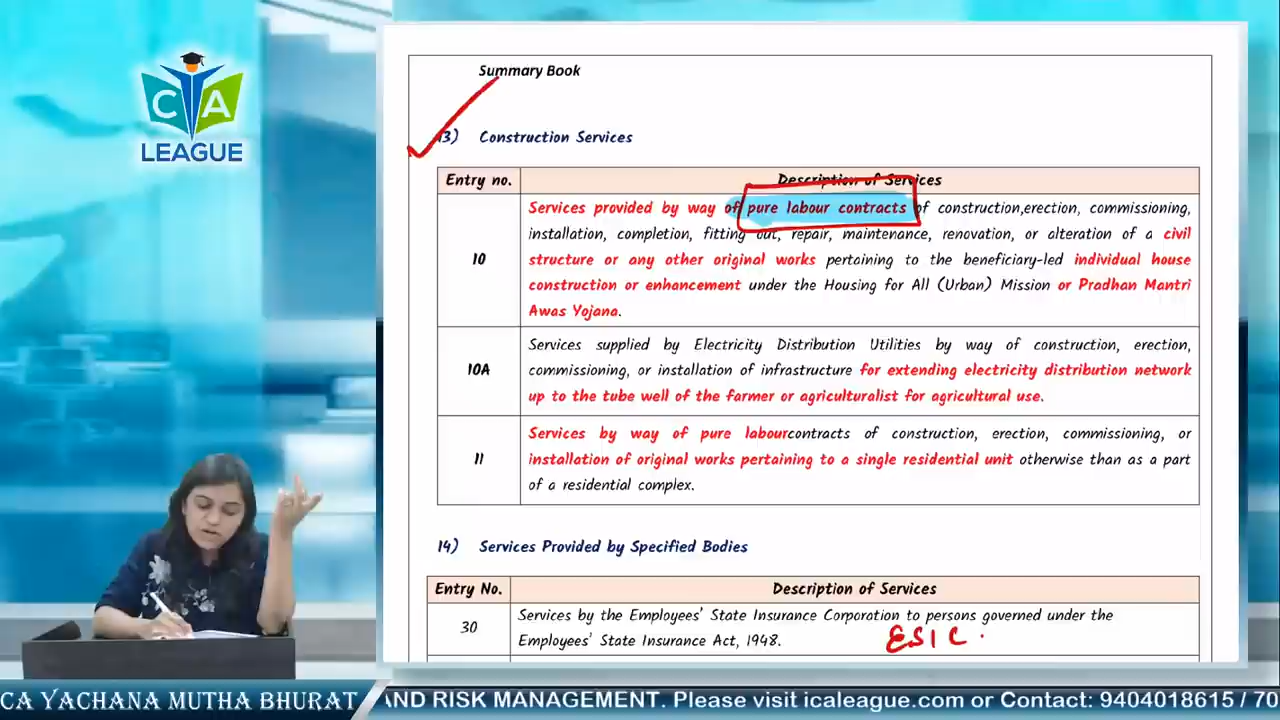 CA
LEAGUE
Summary Book
13) Construction Services
Entry no. Description of Services
10
Services provided by way of pure labour contracts of construction,erection, commissioning,
installation, completion, fitting out, repair, maintenance, renovation, or alteration of a civil
structure or any other original works pertaining to the beneficiary-led individual house
construction or enhancement under the Housing for All (Urban) Mission or Pradhan Mantri
Awas Yojana.
10A
Services supplied by Electricity Distribution Utilities by way of construction, erection,
commissioning, or installation of infrastructure for extending electricity distribution network
up to the tube well of the farmer or agriculturalist for agricultural use.
11
Services by way of pure labourcontracts of construction, erection, commissioning, or
installation of original works pertaining to a single residential unit otherwise than as a part
of a residential complex.
14) Services Provided by Specified Bodies
Entry No. Description of Services
30
Services by the Employees' State Insurance Corporation to persons governed under the
Employees' State Insurance Act, 1948.
ESIC
CA YACHANA MUTHA BHURAT
AND RISK MANAGEMENT. Please visit icaleague.com or Contact: 9404018615 / 70